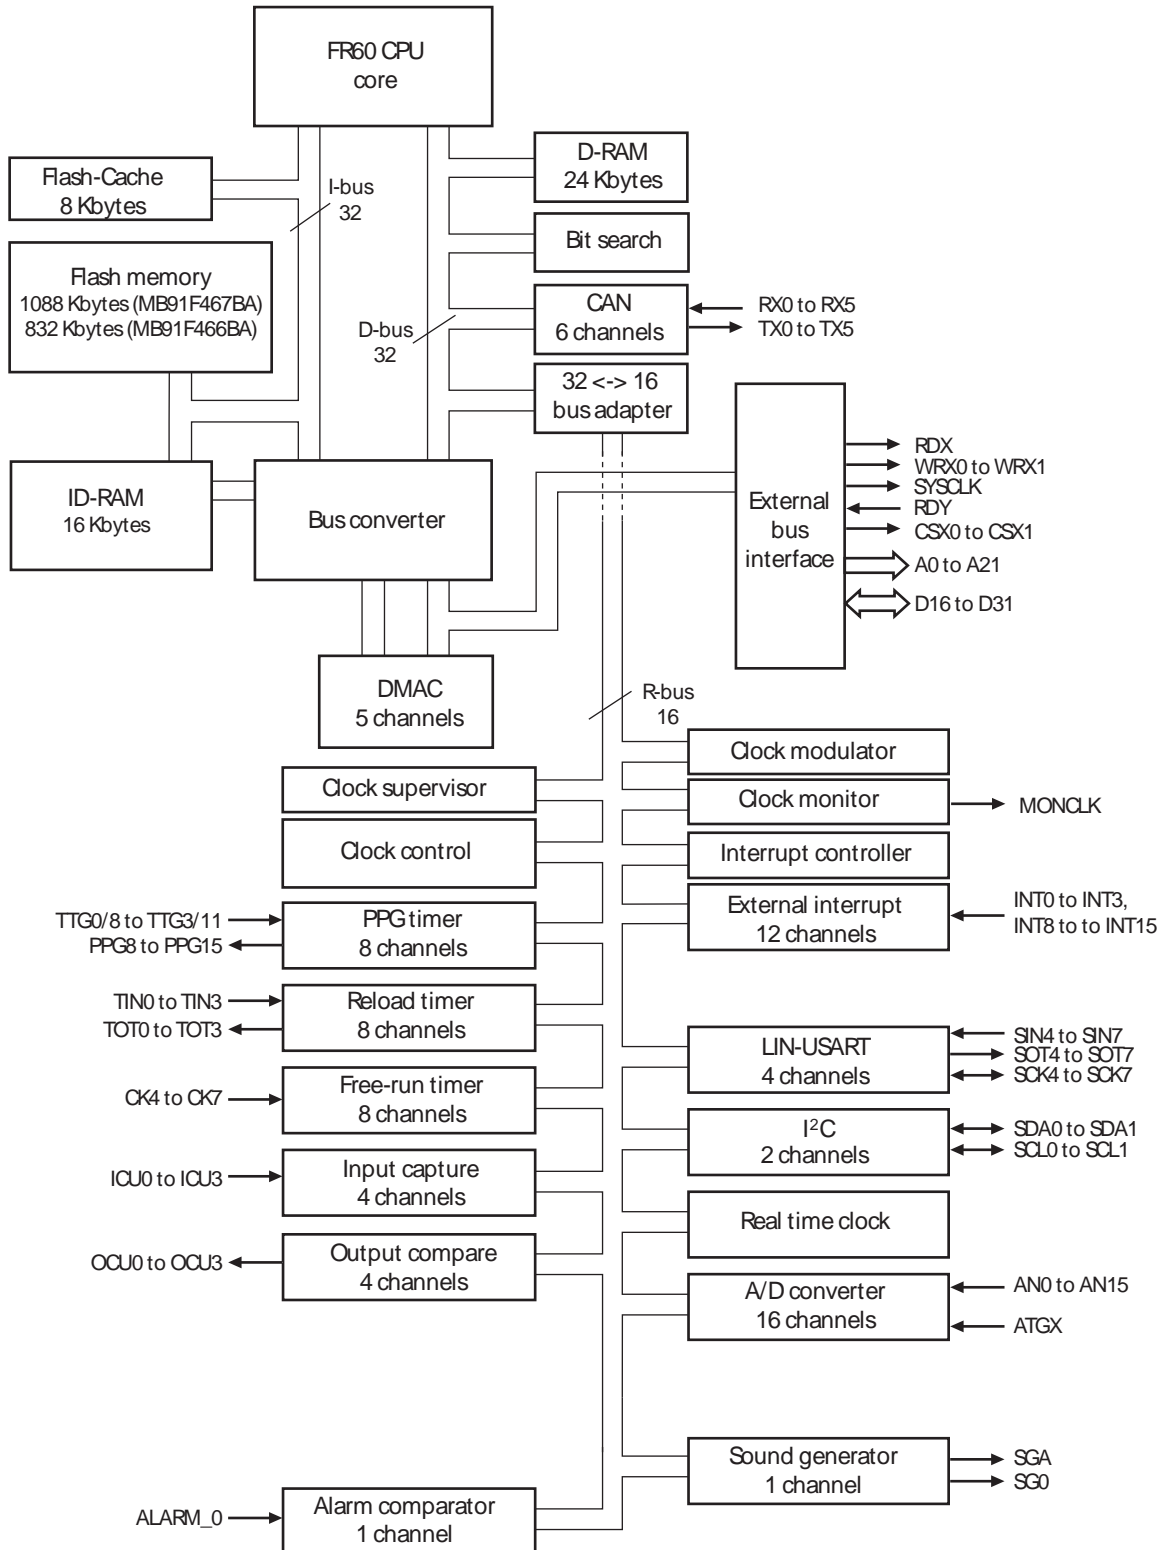 FR60 CPU
core
Flash-Cache
8 Kbytes
I-bus
32
D-RAM
24 Kbytes
Bit search
Flash memory
1088 Kbytes (MB91F467BA)
832 Kbytes (MB91F466BA)
D-bus
32
CAN
6 channels
RX0 to RX5
TX0 to TX5
32 <-> 16
bus adapter
ID-RAM
16 Kbytes
Bus converter
External
bus
interface
RDX
WRX0 to WRX1
SYSCLK
RDY
CSX0 to CSX1
A0 to A21
D16 to D31
DMAC
5 channels
R-bus
16
Clock modulator
Clock supervisor
Clock monitor
MONCLK
Clock control
Interrupt controller
TTG0/8 to TTG3/11
PPG8 to PPG15
PPG timer
8 channels
External interrupt
12 channels
INT0 to INT3,
INT8 to to INT15
TIN0 to TIN3
TOT0 to TOT3
Reload timer
8 channels
LIN-USART
4 channels
SIN4 to SIN7
SOT4 to SOT7
SCK4 to SCK7
CK4 to CK7
Free-run timer
8 channels
I²C
2 channels
SDA0 to SDA1
SCL0 to SCL1
ICU0 to ICU3
Input capture
4 channels
Real time clock
OCU0 to OCU3
Output compare
4 channels
A/D converter
16 channels
AN0 to AN15
ATGX
Sound generator
1 channel
SGA
SG0
ALARM_0
Alarm comparator
1 channel